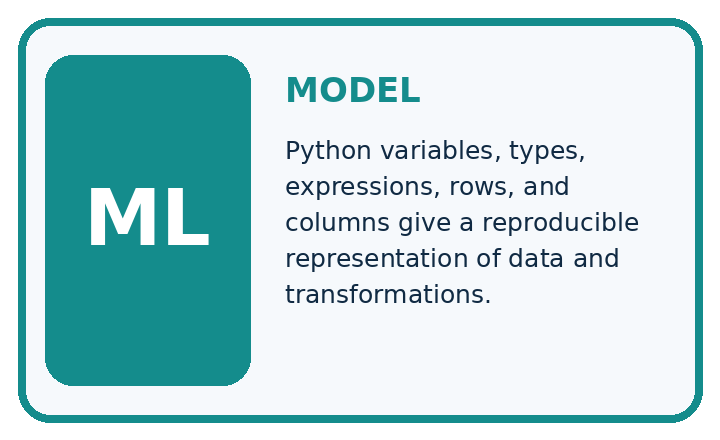 ML
MODEL
Python variables, types,
expressions, rows, and
columns give a reproducible
representation of data and
transformations.